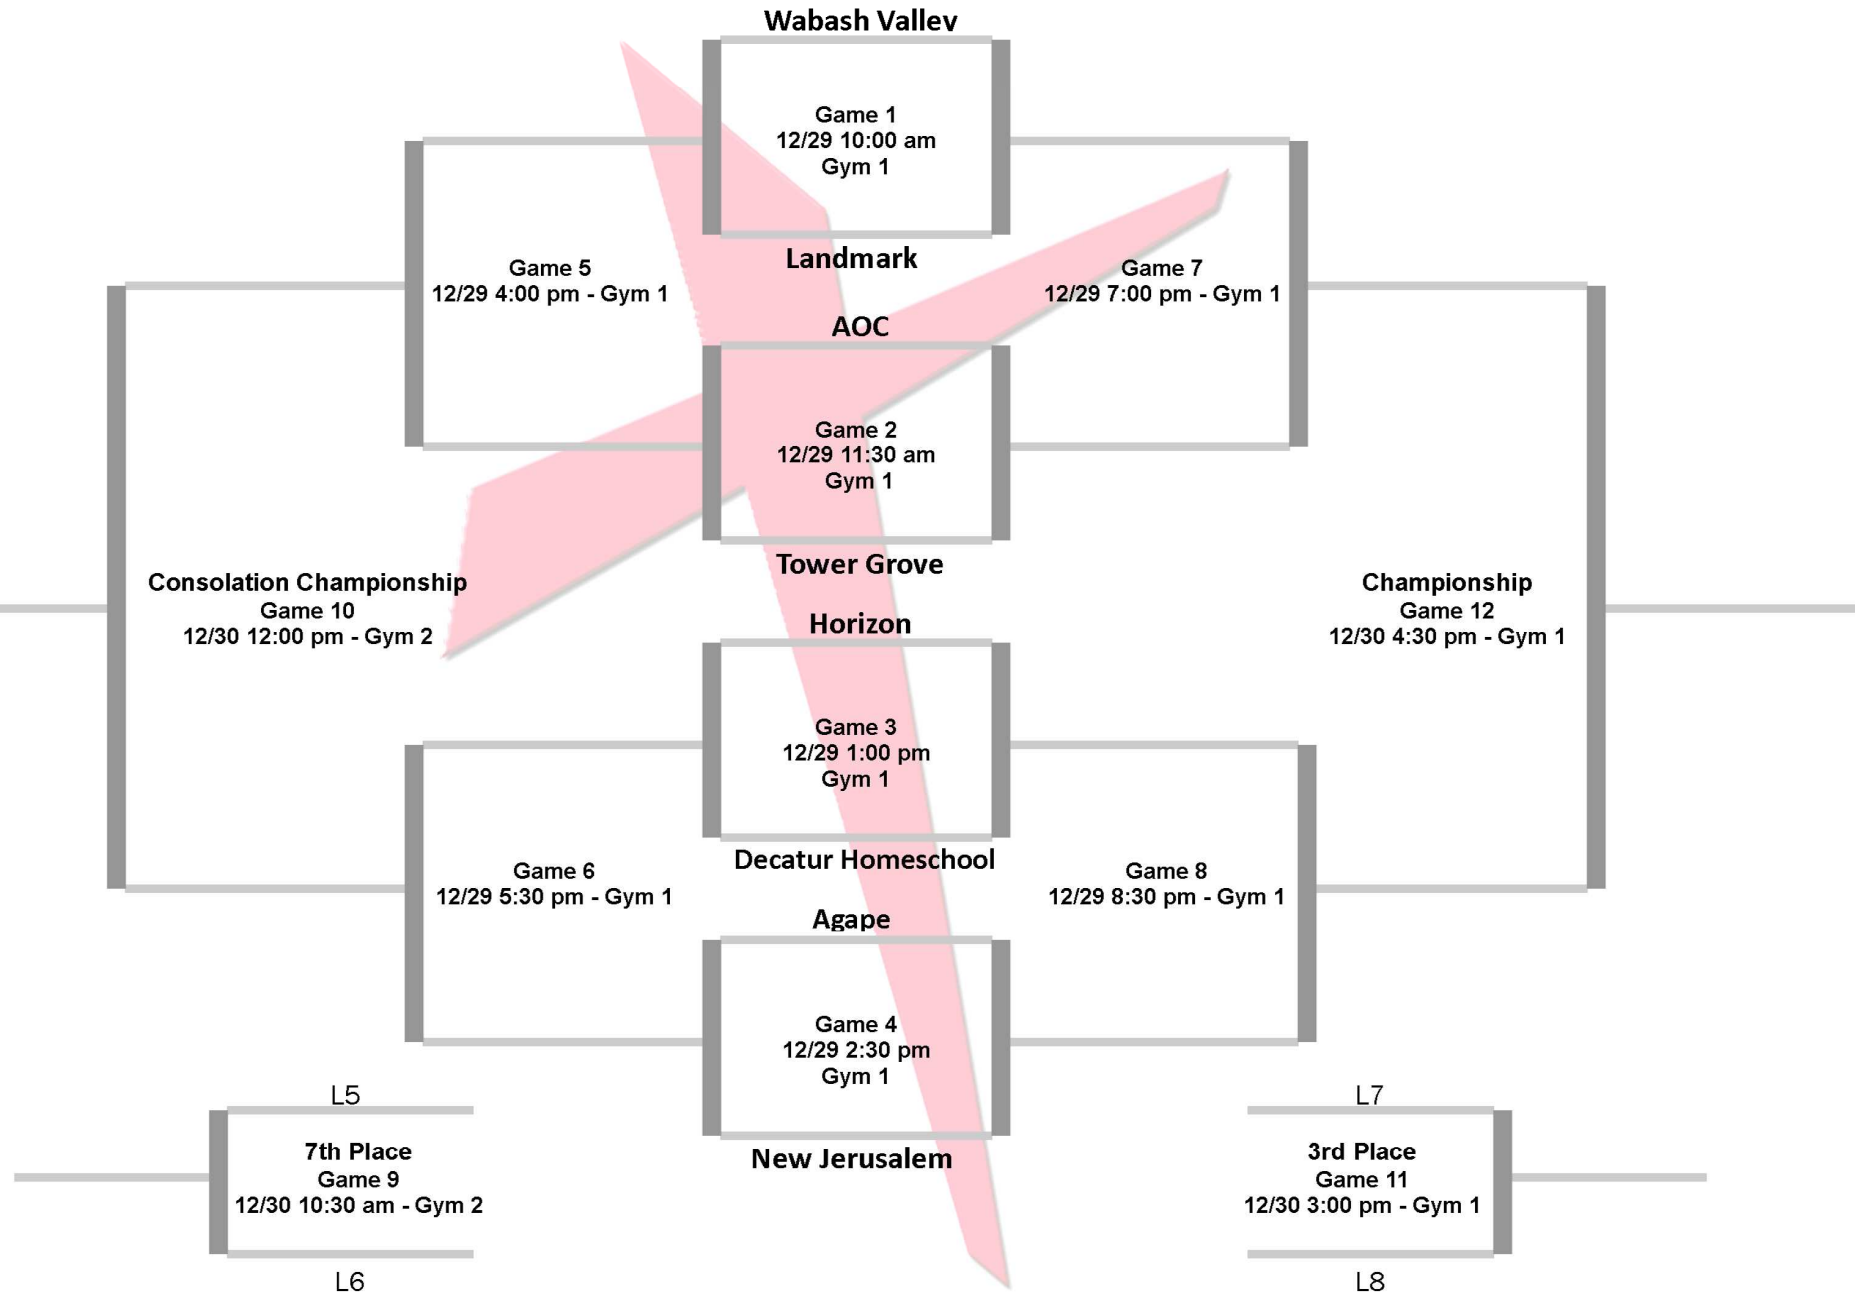 Wabash Valley
Game 1
12/29 10:00 am
Gym 1
Landmark
Game 5
12/29 4:00 pm - Gym 1
Game 7
12/29 7:00 pm - Gym 1
AOC
Game 2
12/29 11:30 am
Gym 1
Tower Grove
Consolation Championship
Game 10
12/30 12:00 pm - Gym 2
Championship
Game 12
12/30 4:30 pm - Gym 1
Horizon
Game 3
12/29 1:00 pm
Gym 1
Decatur Homeschool
Game 6
12/29 5:30 pm - Gym 1
Game 8
12/29 8:30 pm - Gym 1
Agape
Game 4
12/29 2:30 pm
Gym 1
New Jerusalem
L5
7th Place
Game 9
12/30 10:30 am - Gym 2
L6
L7
3rd Place
Game 11
12/30 3:00 pm - Gym 1
L8